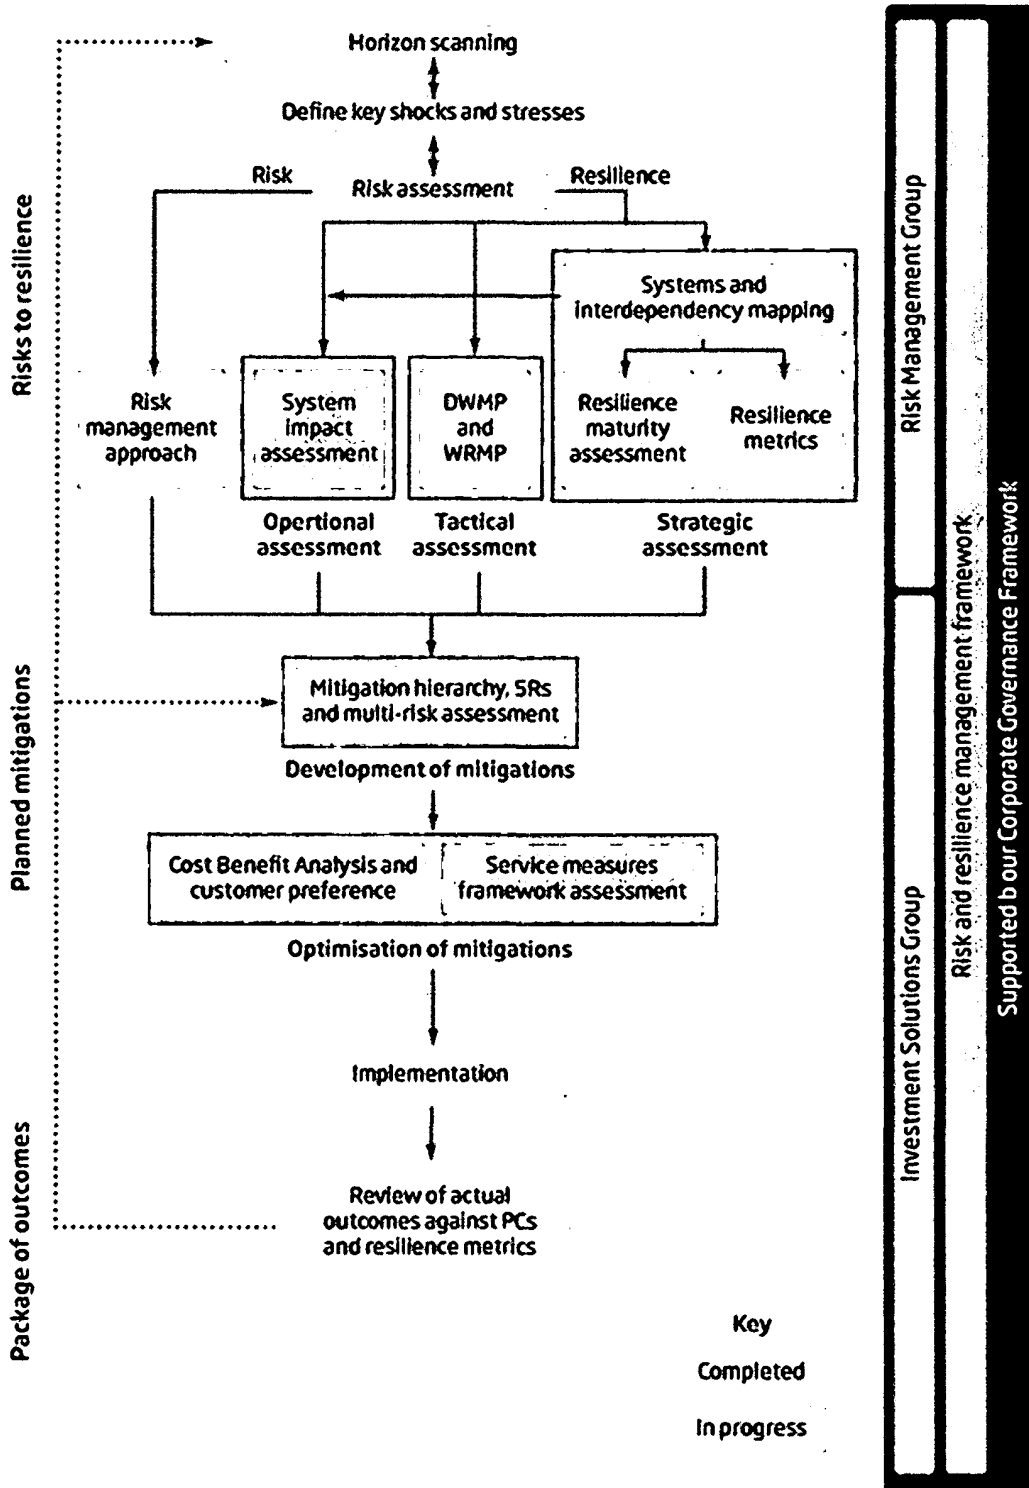 Horizon scanning
Define key shocks and stresses
Risk
Risk assessment
Resilience
Systems and
interdependency mapping
Risk
management
approach
System
impact
assessment
DWMP
and
WRMP
Resilience
maturity
assessment
Resilience
metrics
Opertional
assessment
Tactical
assessment
Strategic
assessment
Mitigation hierarchy, 5Rs
and multi-risk assessment
Development of mitigations
Cost Benefit Analysis and
customer preference
Service measures
framework assessment
Optimisation of mitigations
Implementation
Review of actual
outcomes against PCs
and resilience metrics
Key
Completed
In progress
Risks to resilience
Planned mitigations
Package of outcomes
Risk Management Group
Investment Solutions Group
Risk and resilience management framework
Supported b our Corporate Governance Framework